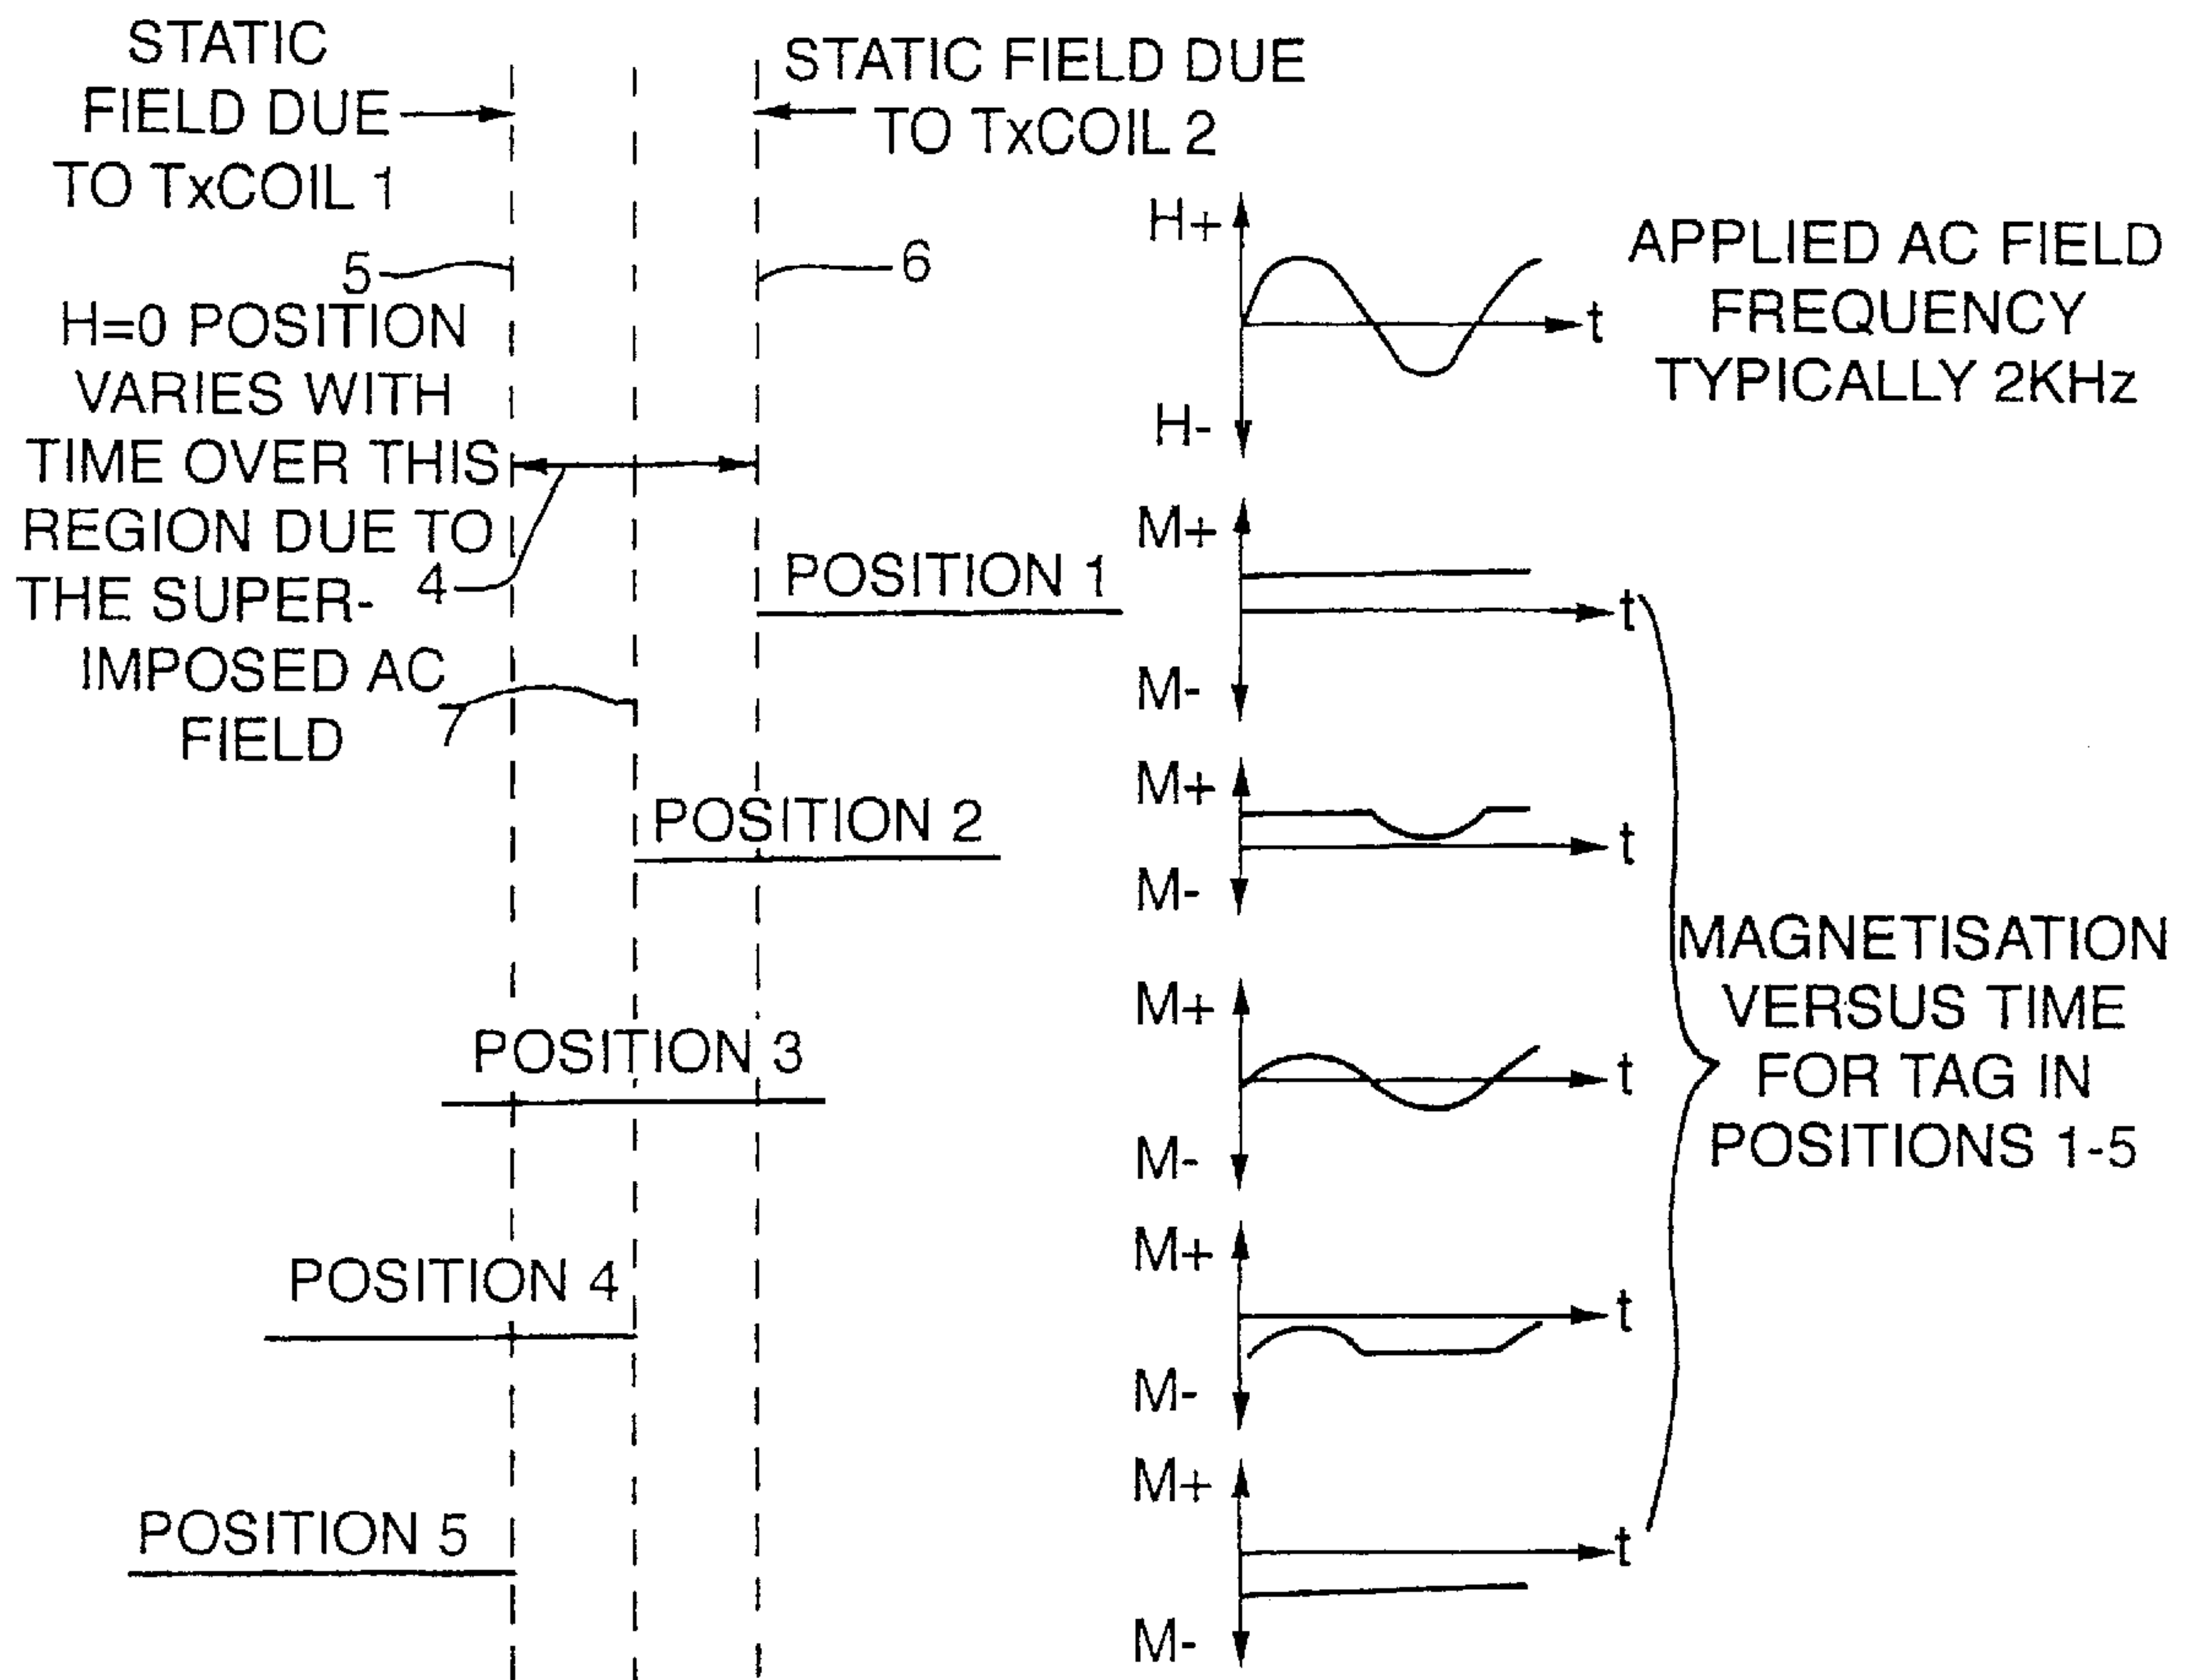 STATIC
FIELD DUE
TO TxCOIL 1
STATIC FIELD DUE
TO TxCOIL 2
5
6
H=0 POSITION
VARIES WITH
TIME OVER THIS
REGION DUE TO
THE SUPER-
IMPOSED AC
FIELD
4
7
H+
H-
t
APPLIED AC FIELD
FREQUENCY
TYPICALLY 2KHz
POSITION 1
M+
M-
t
POSITION 2
M+
M-
t
POSITION 3
M+
M-
t
POSITION 4
M+
M-
t
POSITION 5
M+
M-
t
MAGNETISATION
VERSUS TIME
FOR TAG IN
POSITIONS 1-5